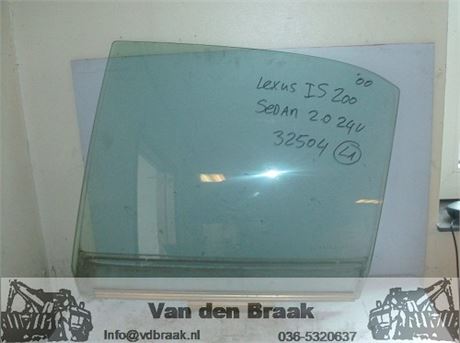 Lexus IS 200 '00
SEDAN 2.0 24V
32504 LA
Van den Braak
Info@vdbraak.nl 036-5320637